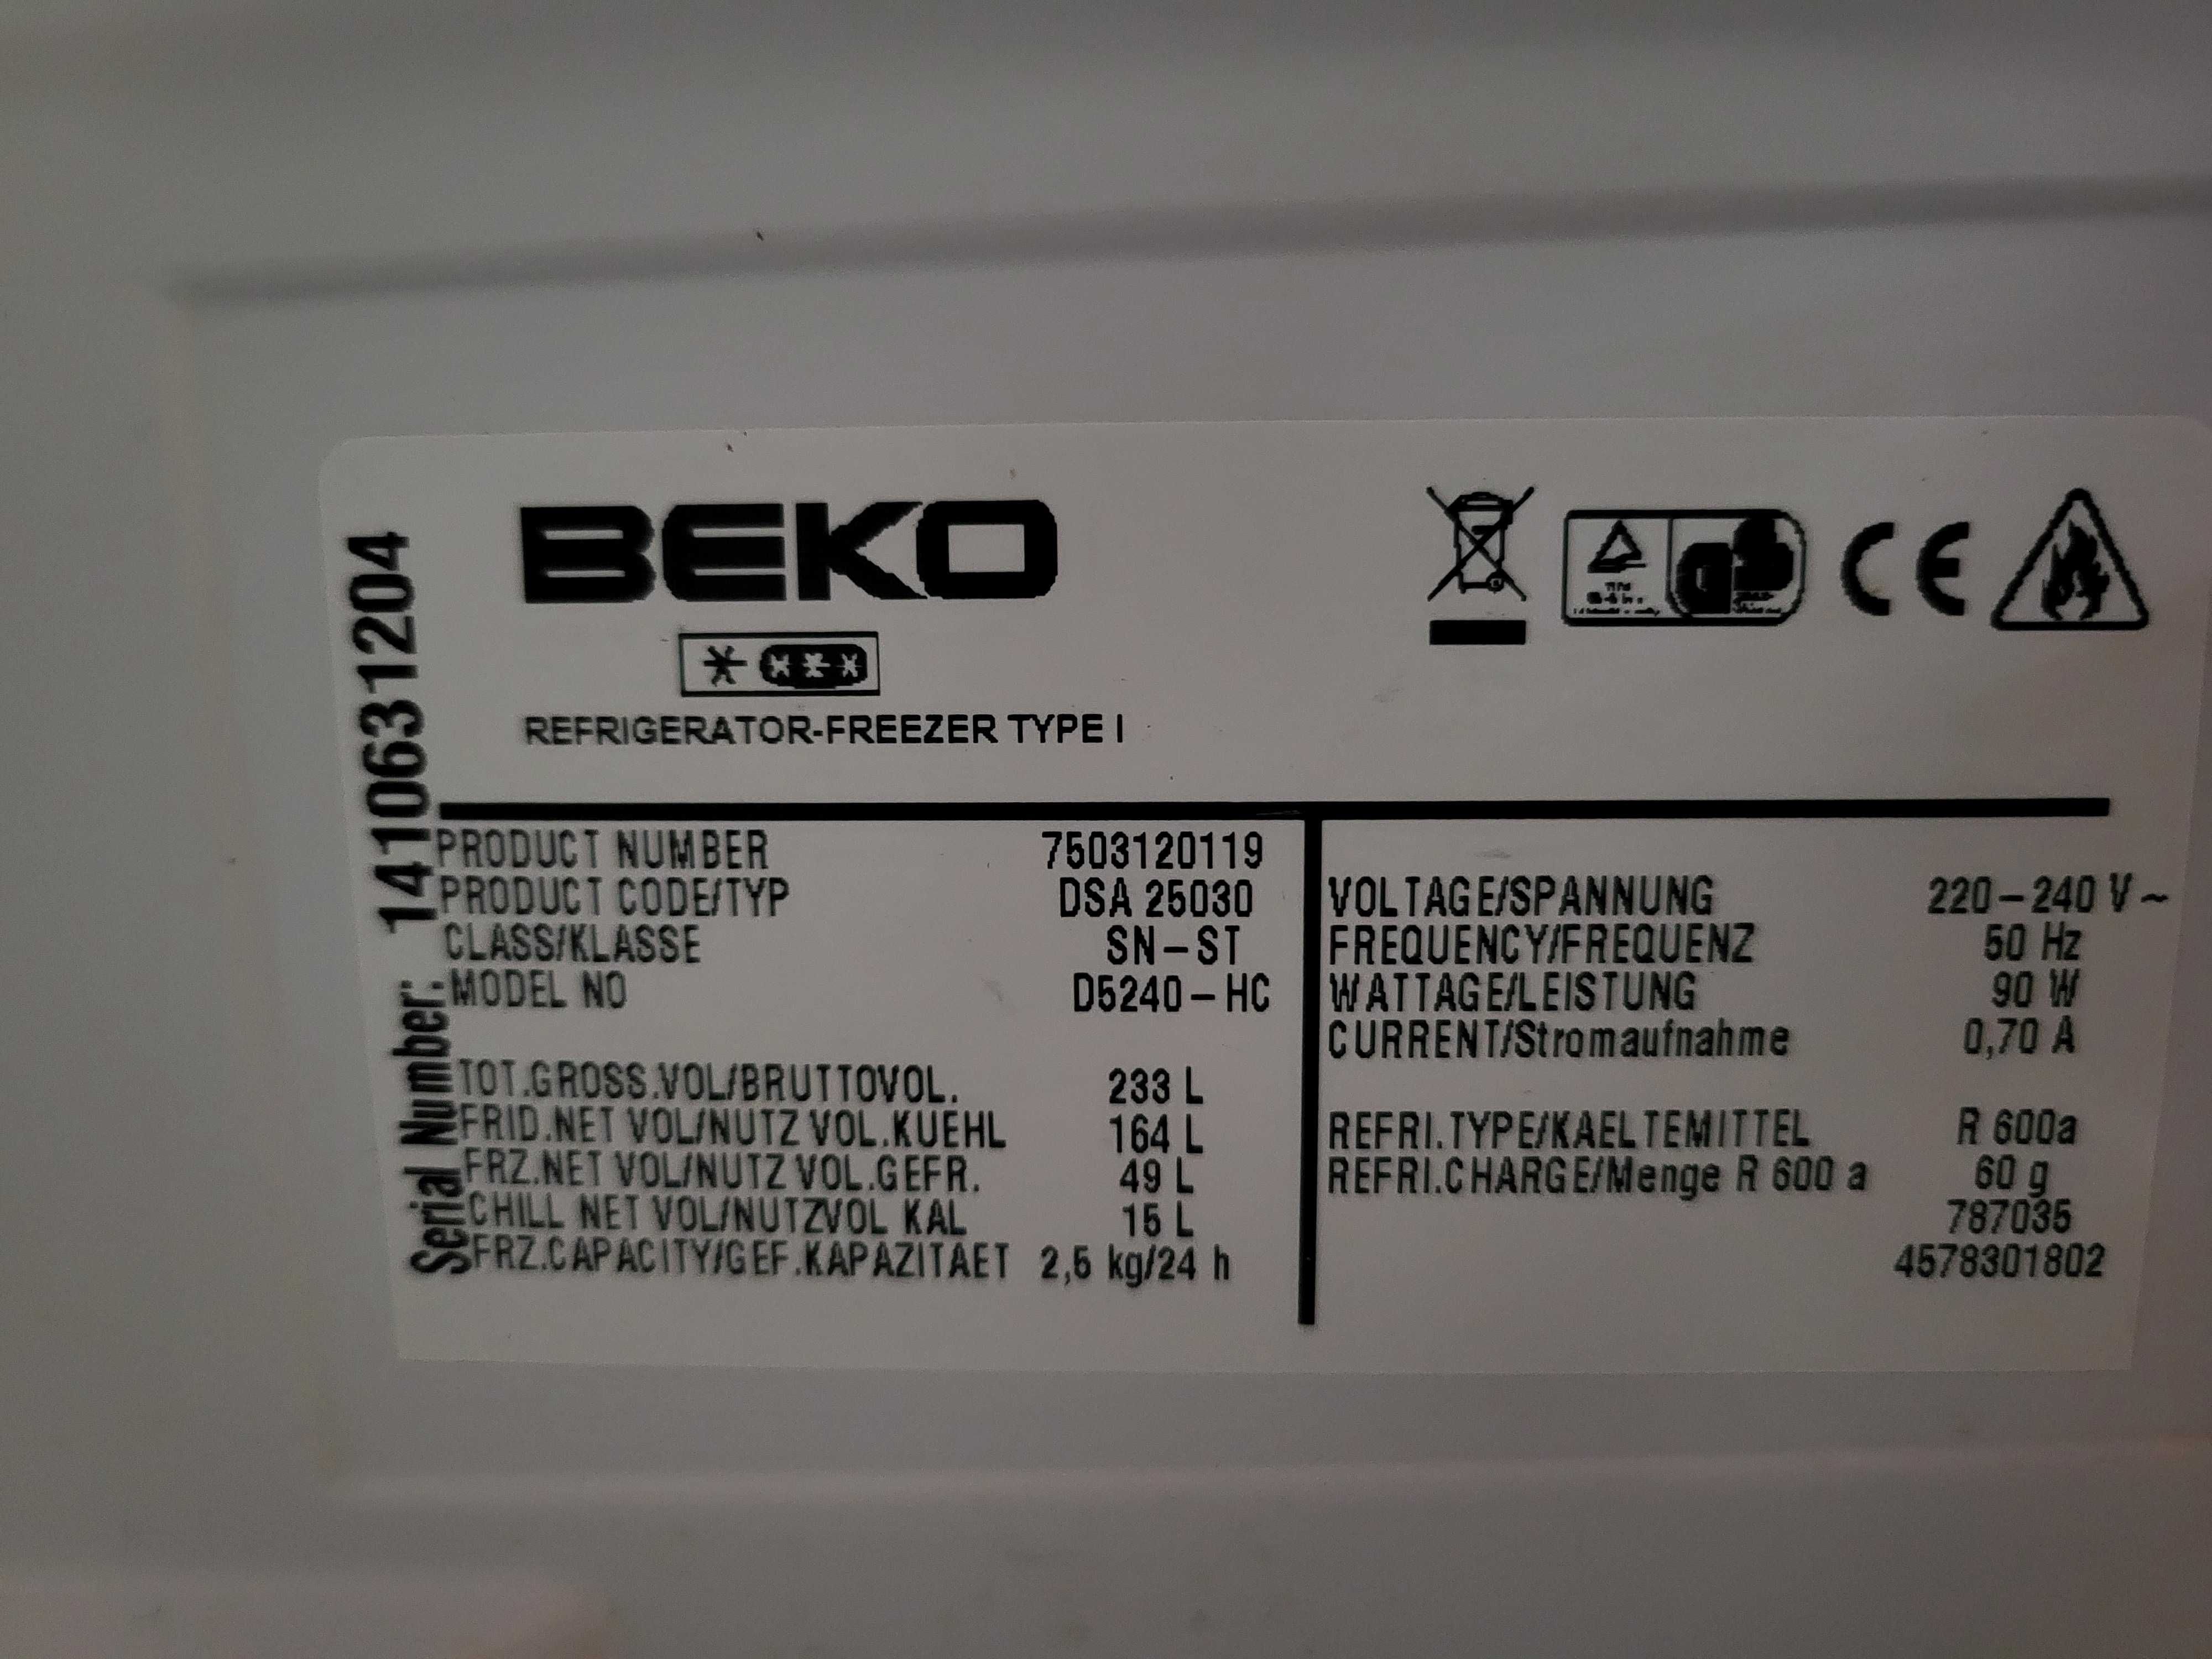 BEKO
REFRIGERATOR-FREEZER TYPE I
Serial Number: 1410631204
PRODUCT NUMBER 7503120119
PRODUCT CODE/TYP DSA 25030
CLASS/KLASSE SN-ST
MODEL NO D5240-HC
TOT.GROSS.VOL/BRUTTOVOL. 233 L
FRID.NET VOL/NUTZ VOL.KUEHL 164 L
FRZ.NET VOL/NUTZ VOL.GEFR. 49 L
CHILL NET VOL/NUTZVOL KAL 15 L
FRZ.CAPACITY/GEF.KAPAZITAET 2,5 kg/24 h
VOLTAGE/SPANNUNG 220-240 V~
FREQUENCY/FREQUENZ 50 Hz
WATTAGE/LEISTUNG 90 W
CURRENT/Stromaufnahme 0,70 A
REFRI.TYPE/KAELTEMITTEL R 600a
REFRI.CHARGE/Menge R 600 a 60 g
787035
4578301802